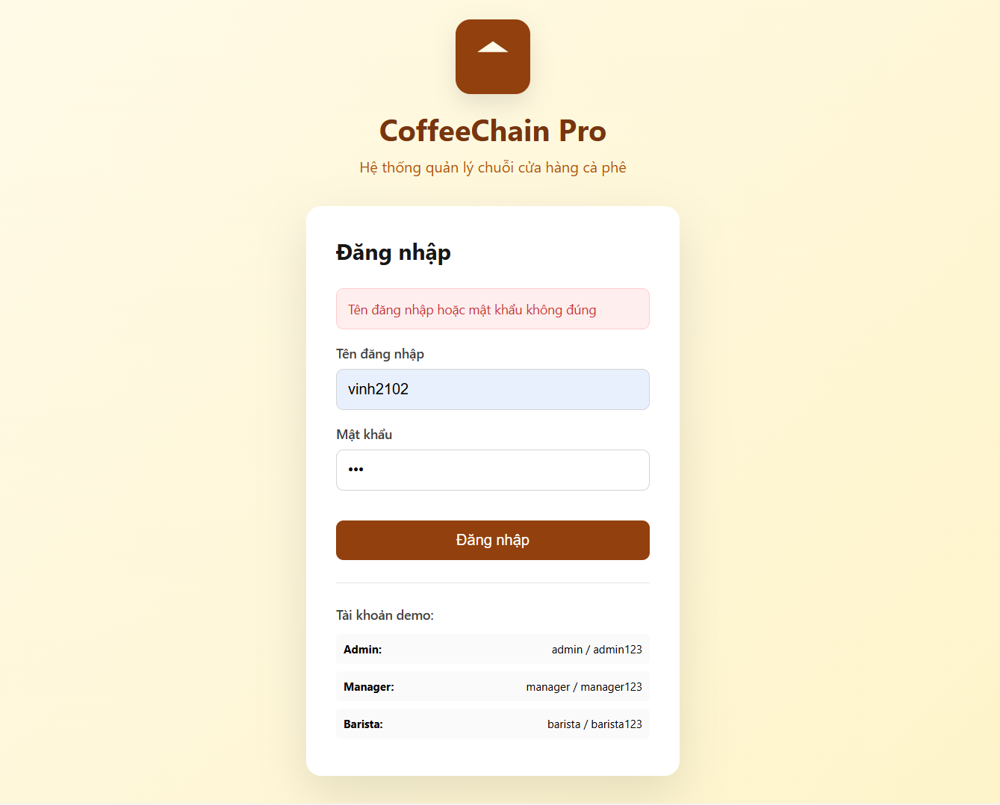 CoffeeChain Pro
Hệ thống quản lý chuỗi cửa hàng cà phê
Đăng nhập
Tên đăng nhập hoặc mật khẩu không đúng
Tên đăng nhập
vinh2102
Mật khẩu
•••
Đăng nhập
Tài khoản demo:
Admin: admin / admin123
Manager: manager / manager123
Barista: barista / barista123